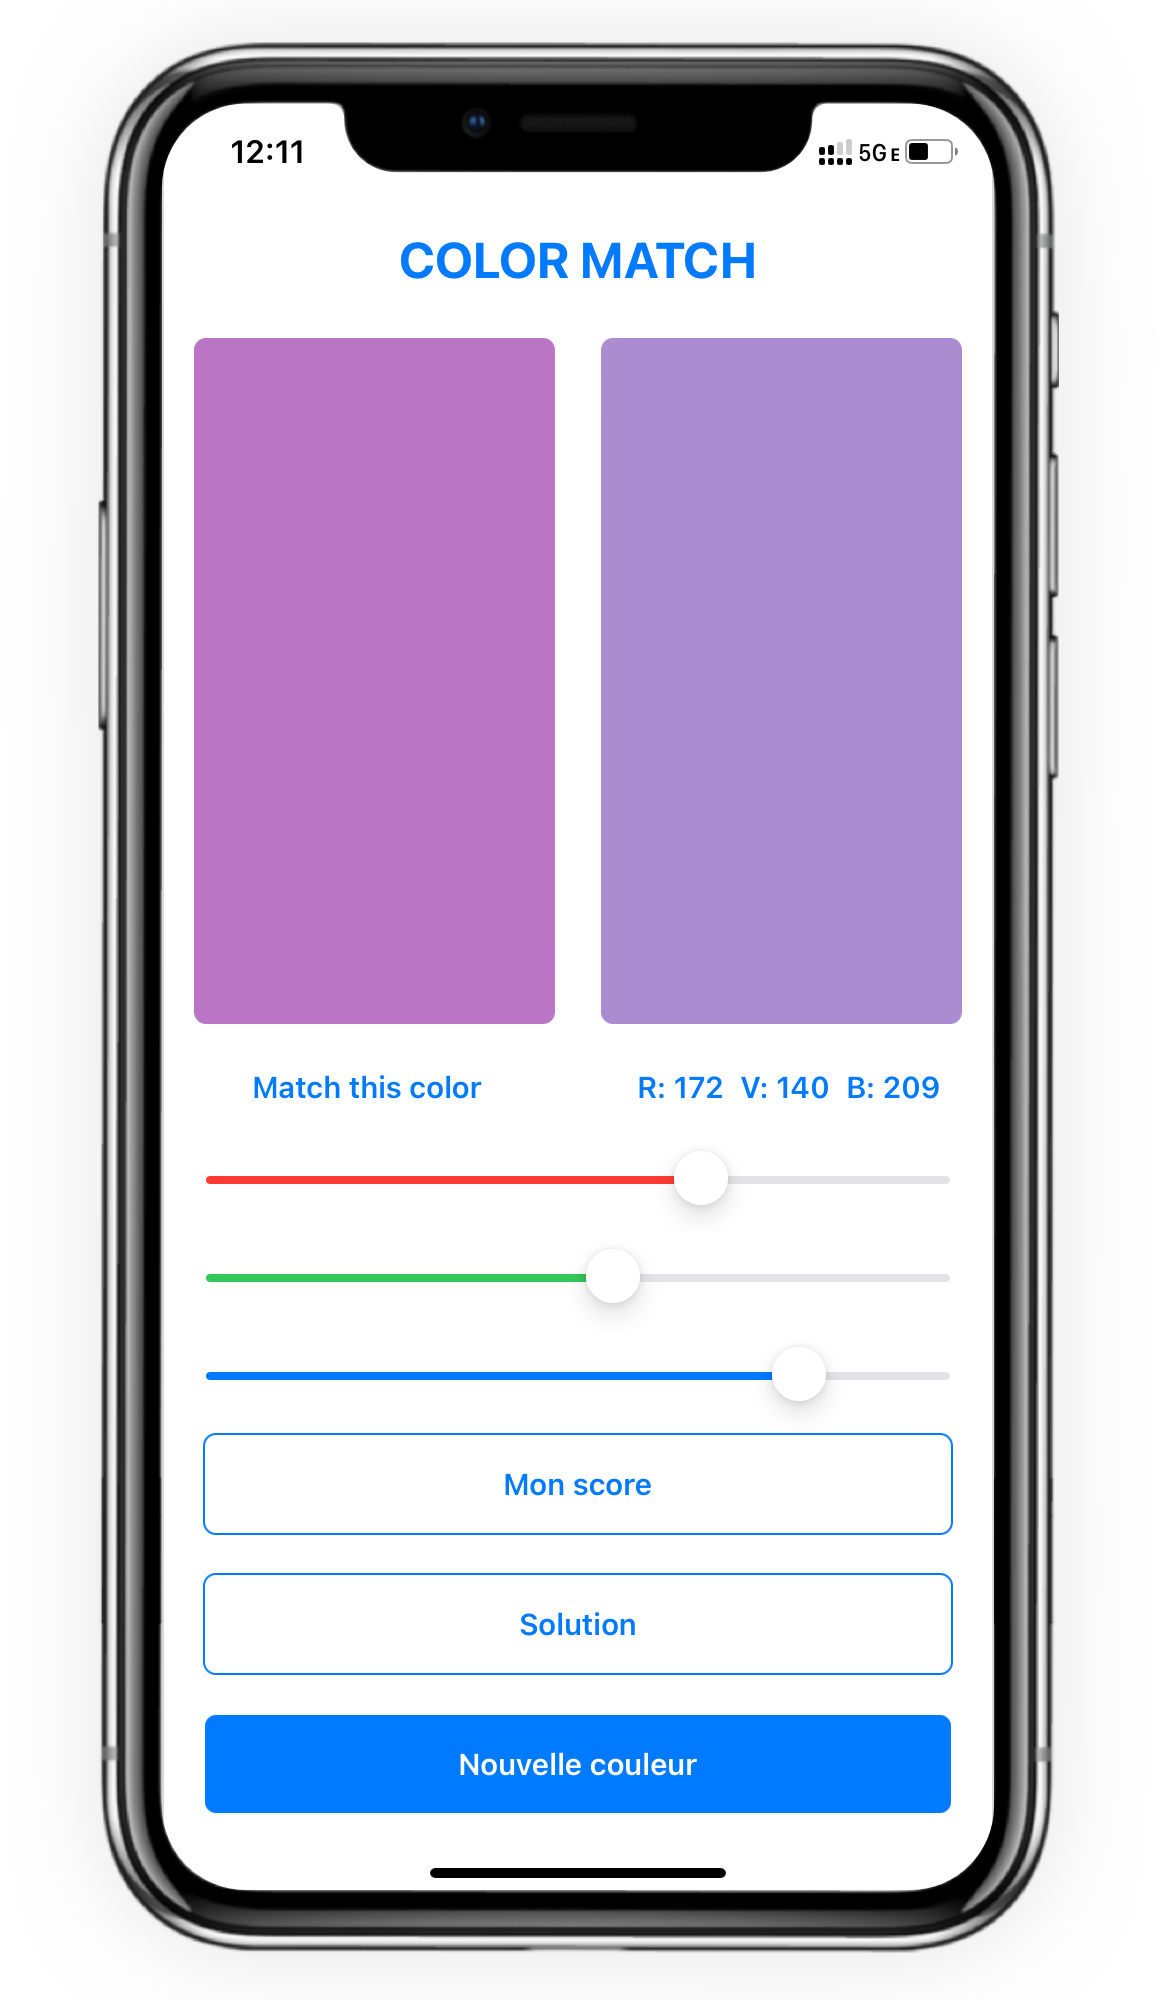 12:11 5G E
COLOR MATCH
Match this color R: 172 V: 140 B: 209
Mon score
Solution
Nouvelle couleur